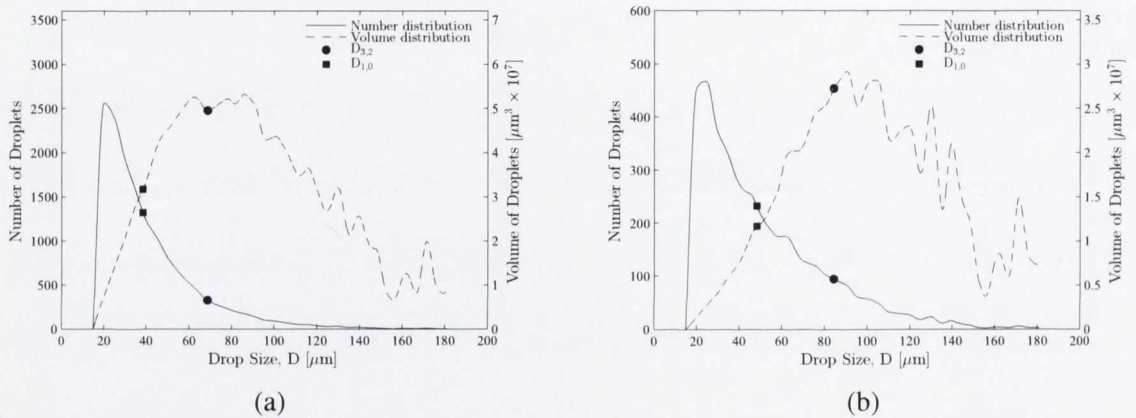 3600
3000
2500
2000
1500
1000
500
0
Number of Droplets
7
6
5
4
3
2
1
0
Volume of Droplets [μm³ × 10⁷]
Number distribution
Volume distribution
D₃,₂
D₁,₀
0 20 40 60 80 100 120 140 160 180 200
Drop Size, D [μm]
(a)
600
500
400
300
200
100
0
Number of Droplets
3.5
3
2.5
2
1.5
1
0.5
0
Volume of Droplets [μm³ × 10⁷]
Number distribution
Volume distribution
D₃,₂
D₁,₀
0 20 40 60 80 100 120 140 160 180 200
Drop Size, D [μm]
(b)